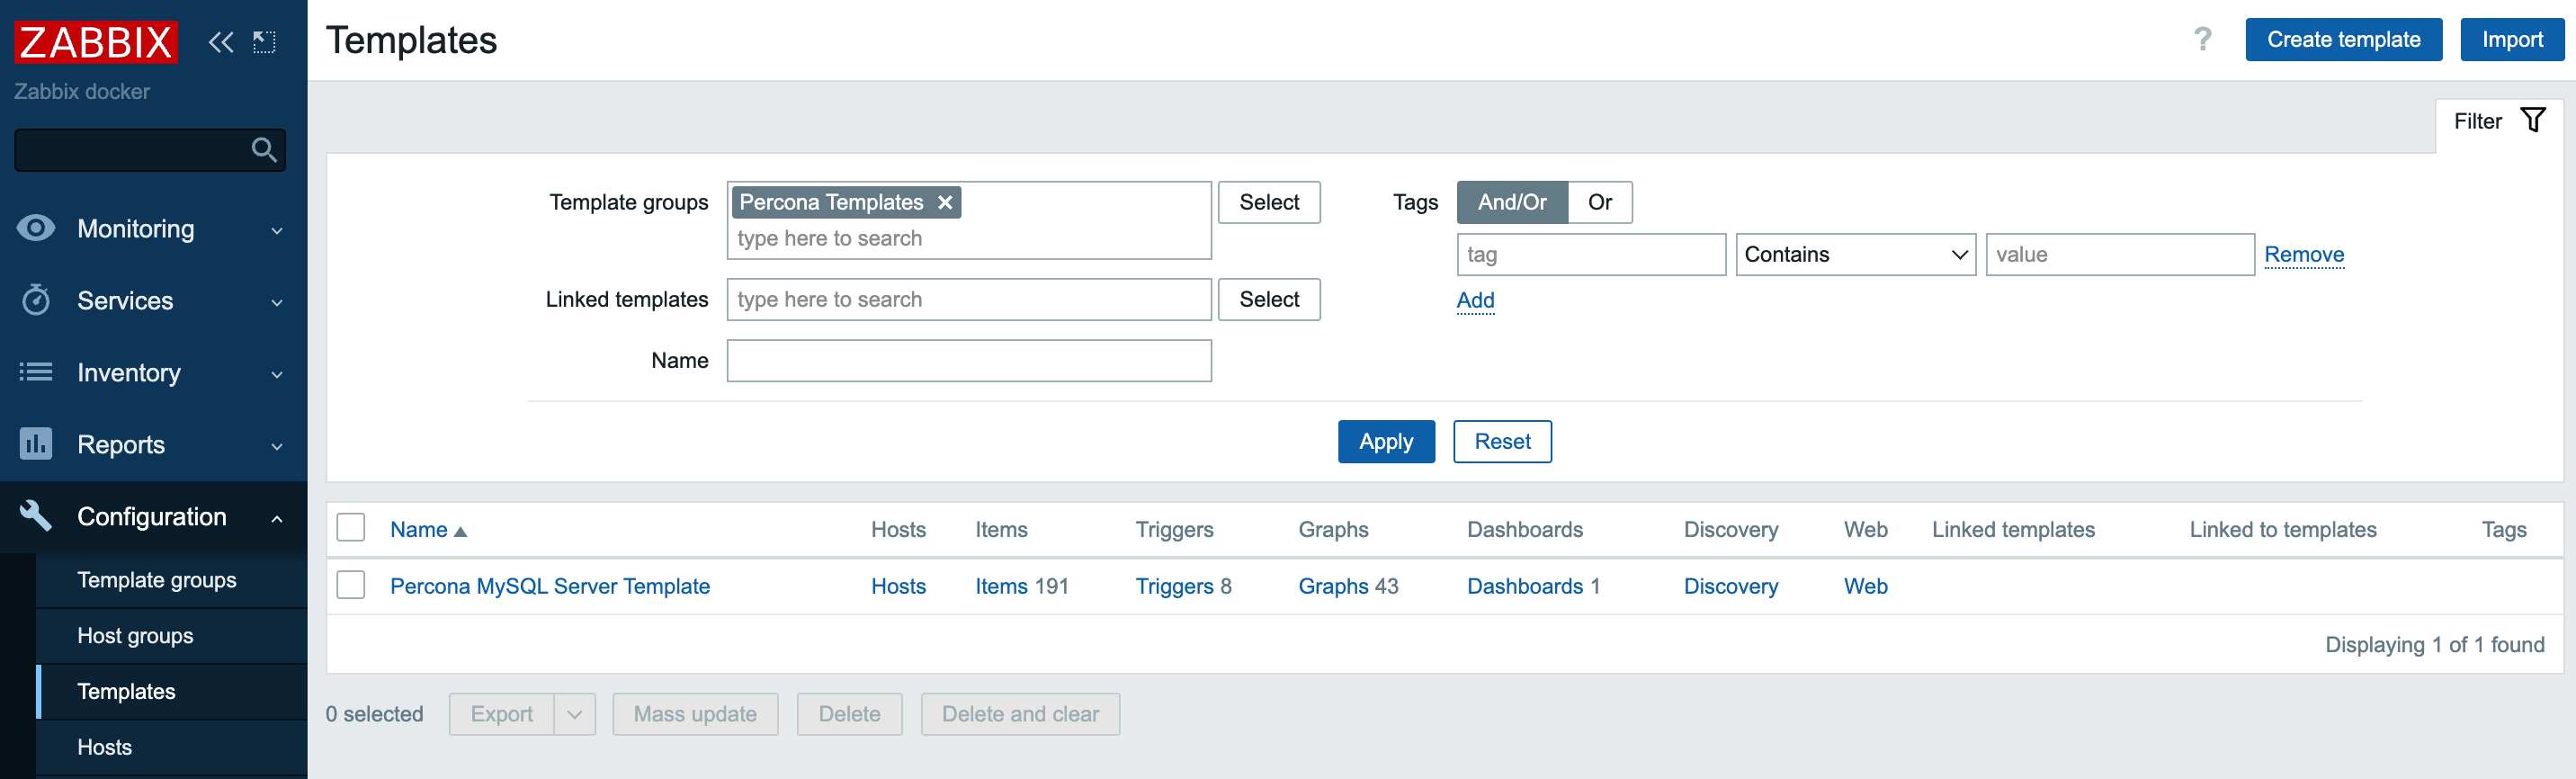 ZABBIX
Zabbix docker
Monitoring
Services
Inventory
Reports
Configuration
Template groups
Host groups
Templates
Hosts
Templates
? Create template Import
Filter
Template groups Percona Templates Select
type here to search
Linked templates type here to search Select
Name
Tags And/Or Or
tag Contains value Remove
Add
Apply Reset
Name Hosts Items Triggers Graphs Dashboards Discovery Web Linked templates Linked to templates Tags
Percona MySQL Server Template Hosts Items 191 Triggers 8 Graphs 43 Dashboards 1 Discovery Web
Displaying 1 of 1 found
0 selected Export Mass update Delete Delete and clear